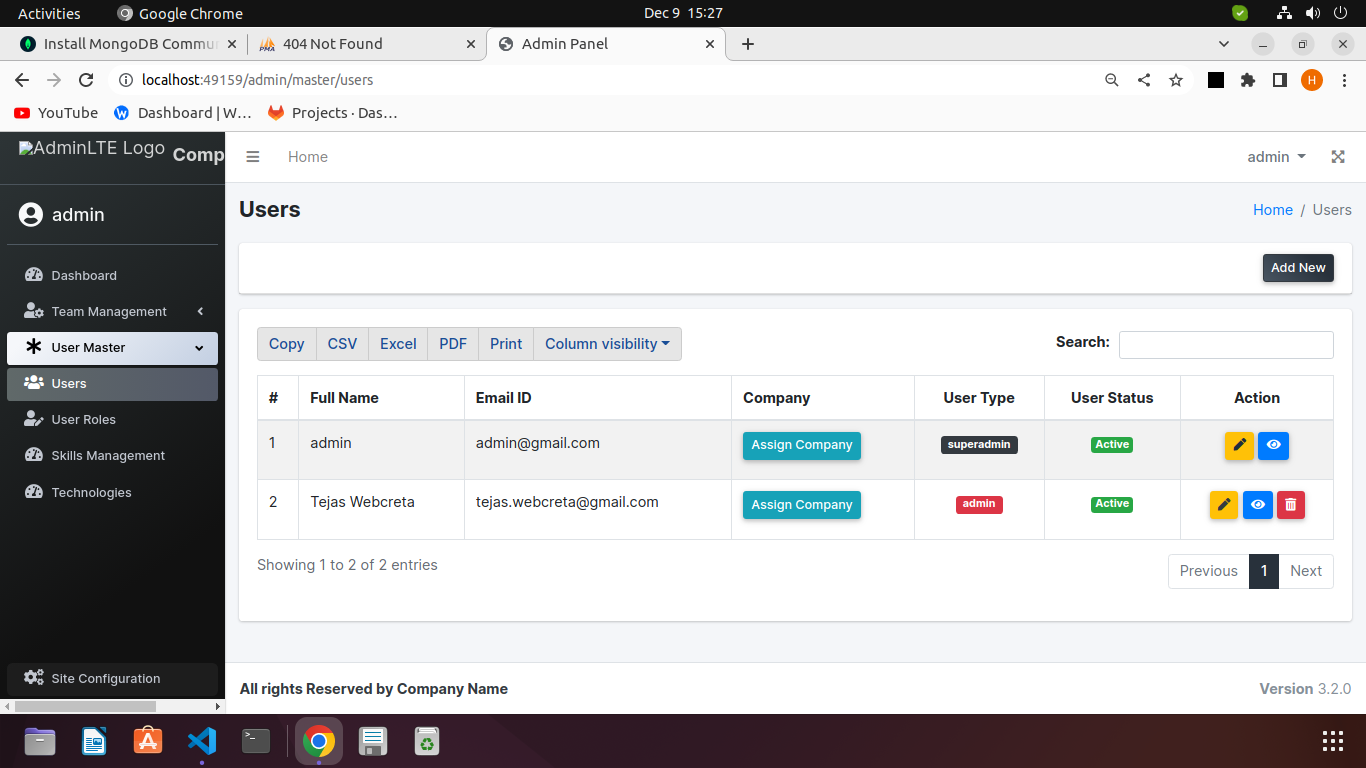 Activities Google Chrome Dec 9 15:27
Install MongoDB Commu 404 Not Found Admin Panel
localhost:49159/admin/master/users H
YouTube Dashboard | W… Projects · Das…
AdminLTE Logo Comp Home admin
Users Home / Users
admin
Add New
Dashboard
Team Management
User Master
Users
User Roles
Skills Management
Technologies
Site Configuration
Copy CSV Excel PDF Print Column visibility Search:
# Full Name Email ID Company User Type User Status Action
1 admin admin@gmail.com Assign Company superadmin Active
2 Tejas Webcreta tejas.webcreta@gmail.com Assign Company admin Active
Showing 1 to 2 of 2 entries Previous 1 Next
All rights Reserved by Company Name Version 3.2.0